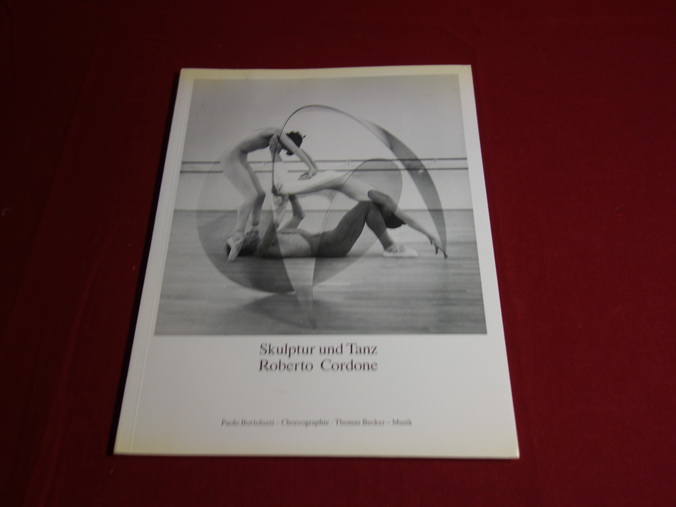 Skulptur und Tanz
Roberto Cordone
Paolo Bortoluzzi – Choreographie / Thomas Becker – Musik